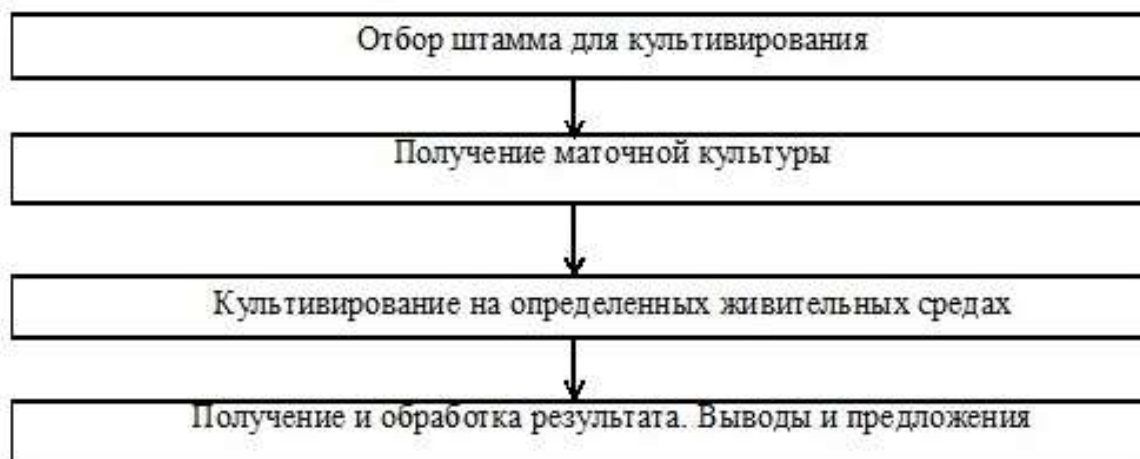 Отбор штамма для культивирования
Получение маточной культуры
Культивирование на определенных живительных средах
Получение и обработка результата. Выводы и предложения